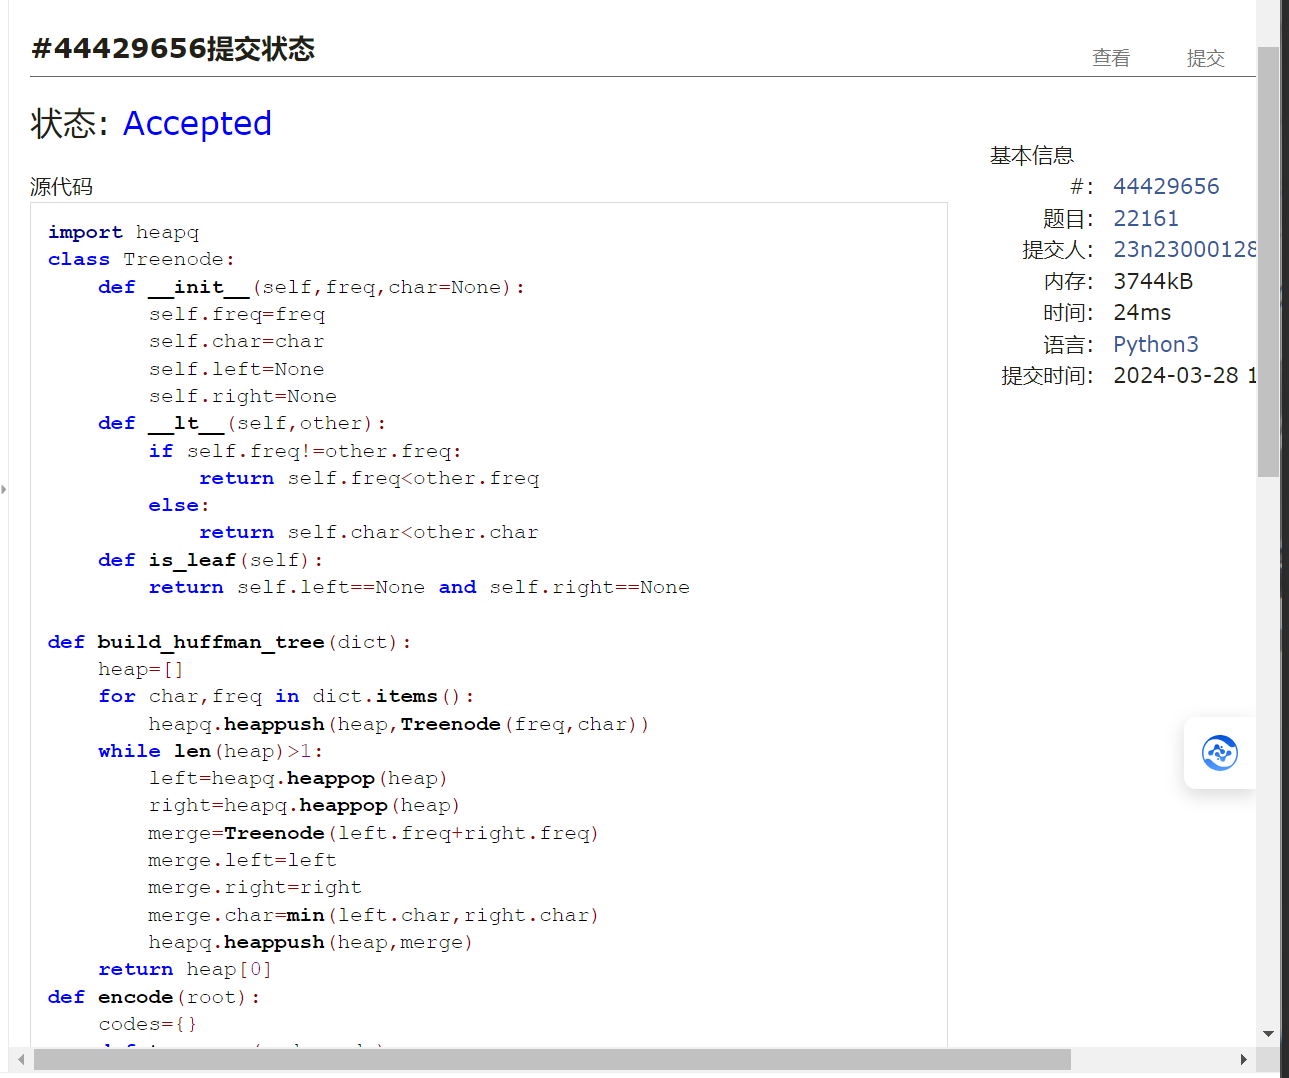 #44429656提交状态
查看 提交
状态: Accepted
源代码
import heapq
class Treenode:
    def __init__(self,freq,char=None):
        self.freq=freq
        self.char=char
        self.left=None
        self.right=None
    def __lt__(self,other):
        if self.freq!=other.freq:
            return self.freq<other.freq
        else:
            return self.char<other.char
    def is_leaf(self):
        return self.left==None and self.right==None
def build_huffman_tree(dict):
    heap=[]
    for char,freq in dict.items():
        heapq.heappush(heap,Treenode(freq,char))
    while len(heap)>1:
        left=heapq.heappop(heap)
        right=heapq.heappop(heap)
        merge=Treenode(left.freq+right.freq)
        merge.left=left
        merge.right=right
        merge.char=min(left.char,right.char)
        heapq.heappush(heap,merge)
    return heap[0]
def encode(root):
    codes={}
基本信息
#: 44429656
题目: 22161
提交人: 23n23000128
内存: 3744kB
时间: 24ms
语言: Python3
提交时间: 2024-03-28 1